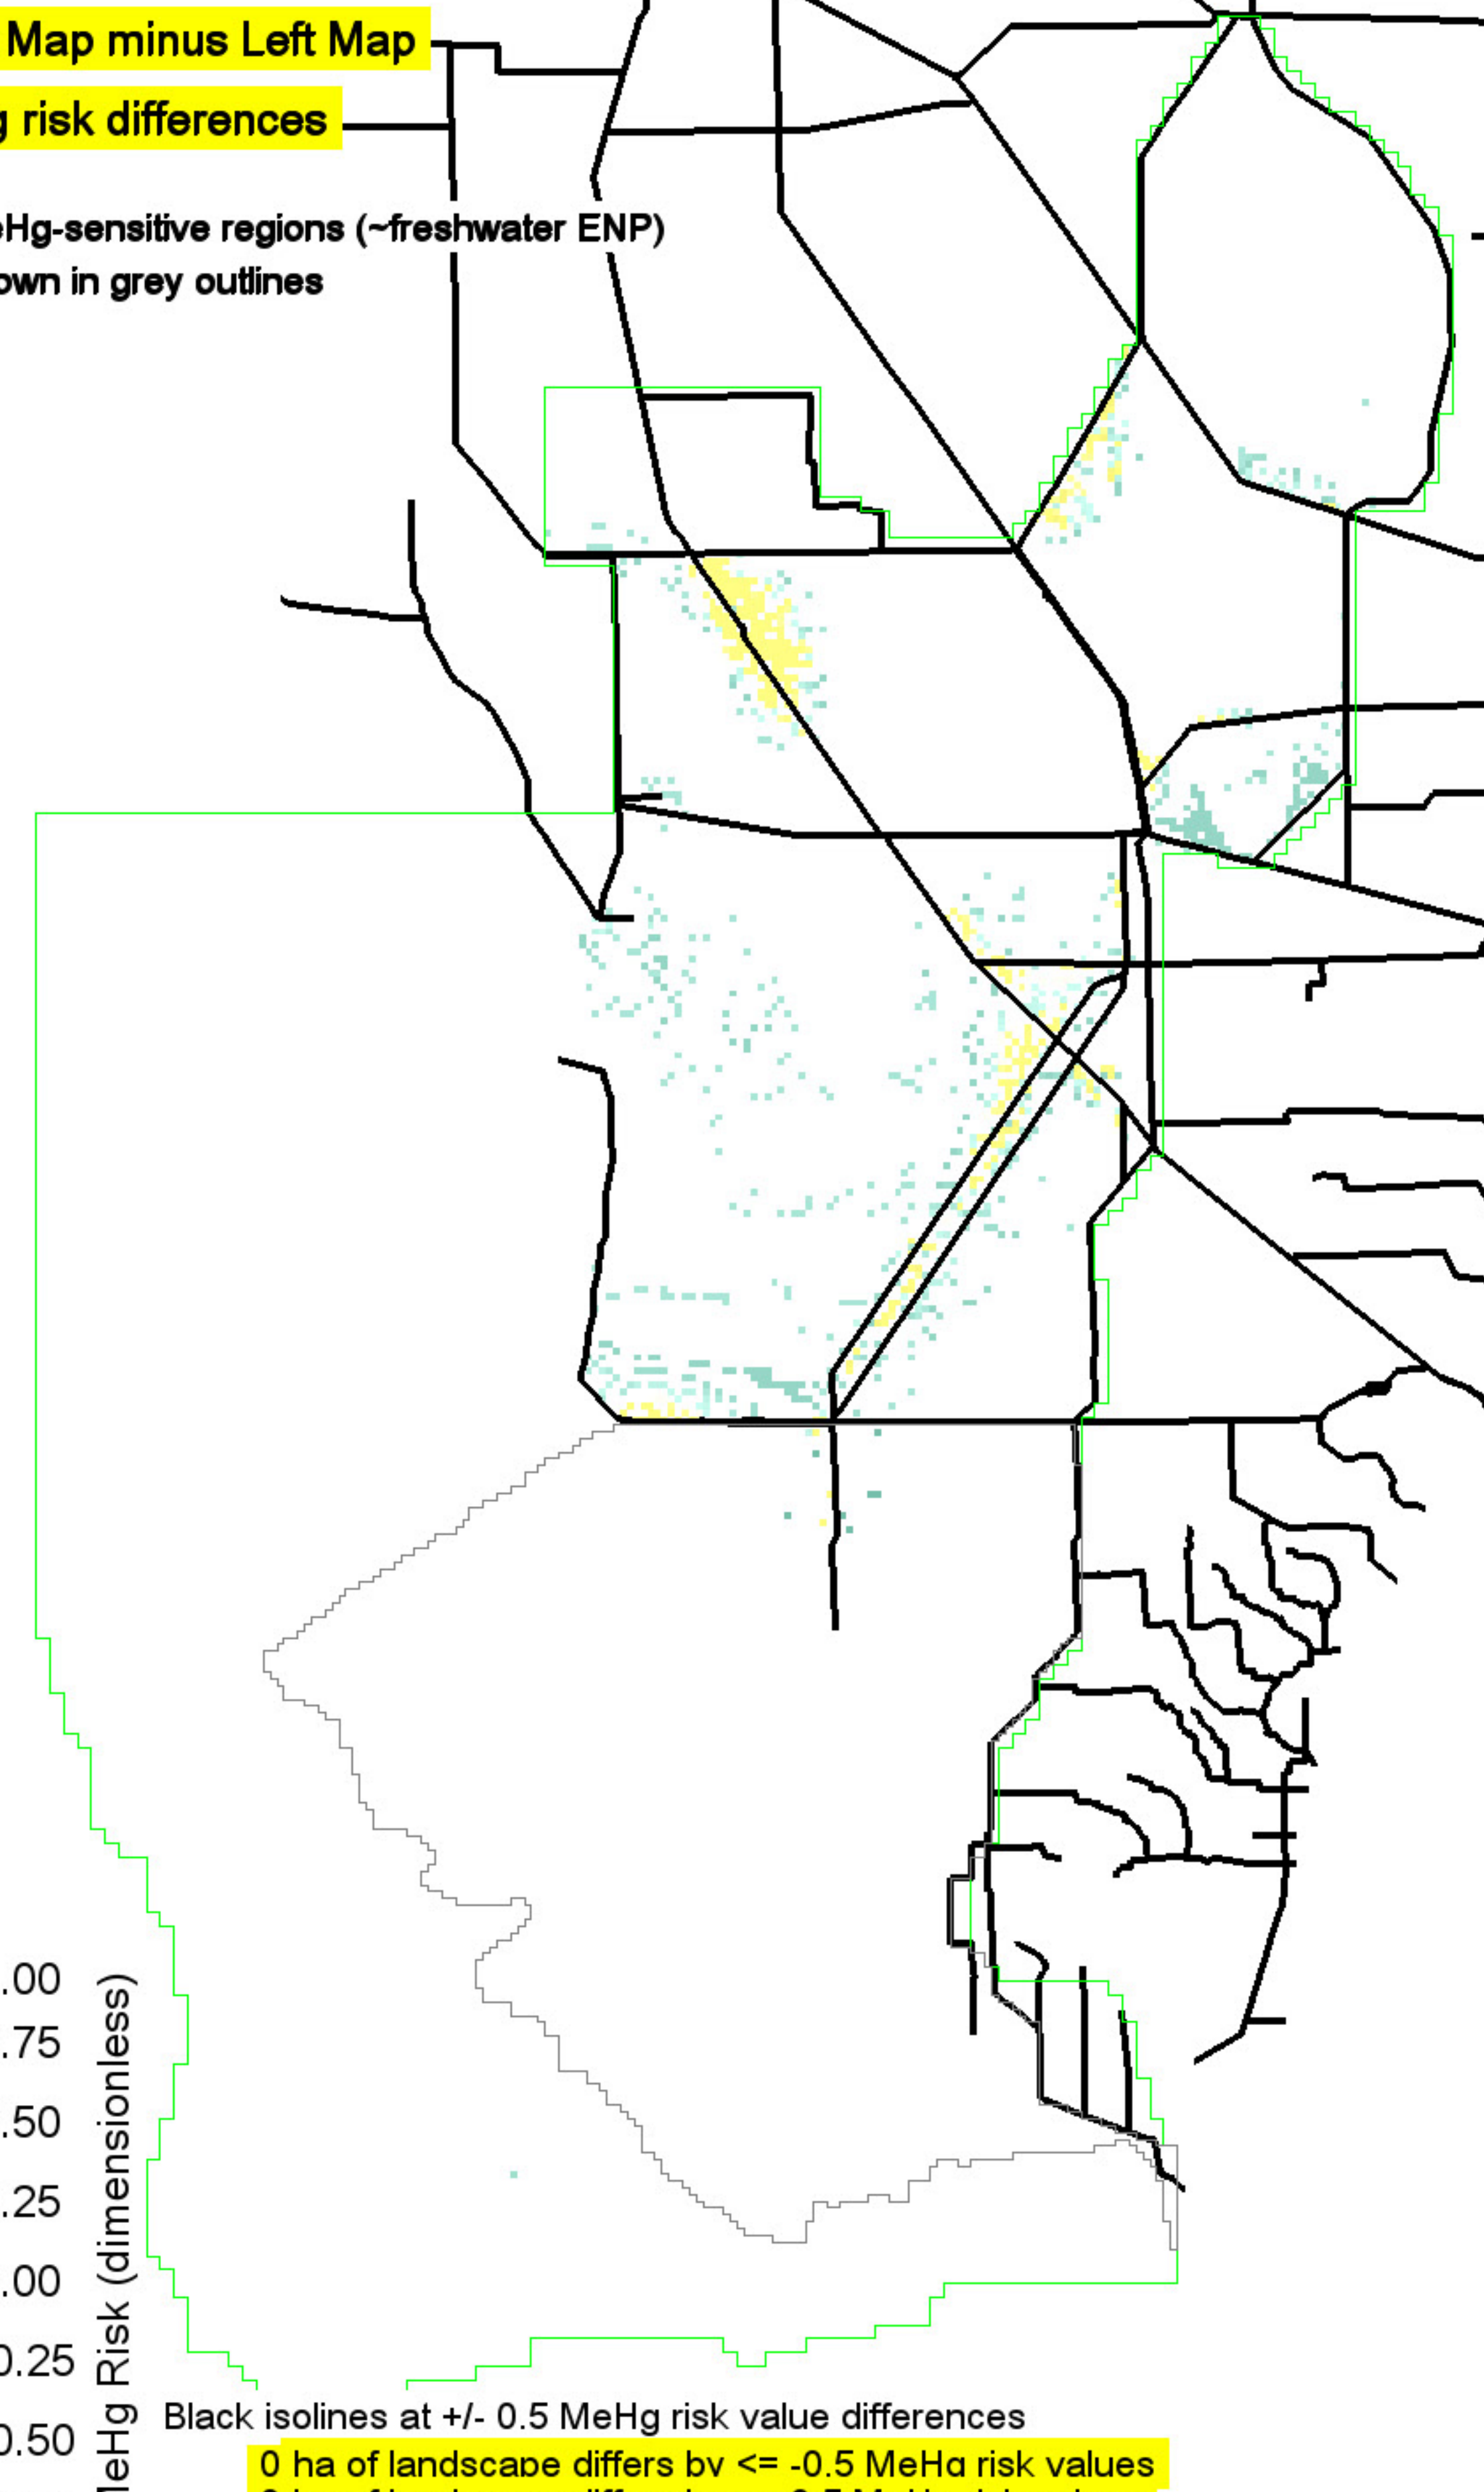 Map minus Left Map
g risk differences
eHg-sensitive regions (~freshwater ENP)
own in grey outlines
.00
.75
.50
.25
.00
0.25
0.50
MeHg Risk (dimensionless)
Black isolines at +/- 0.5 MeHg risk value differences
0 ha of landscape differs by <= -0.5 MeHg risk values